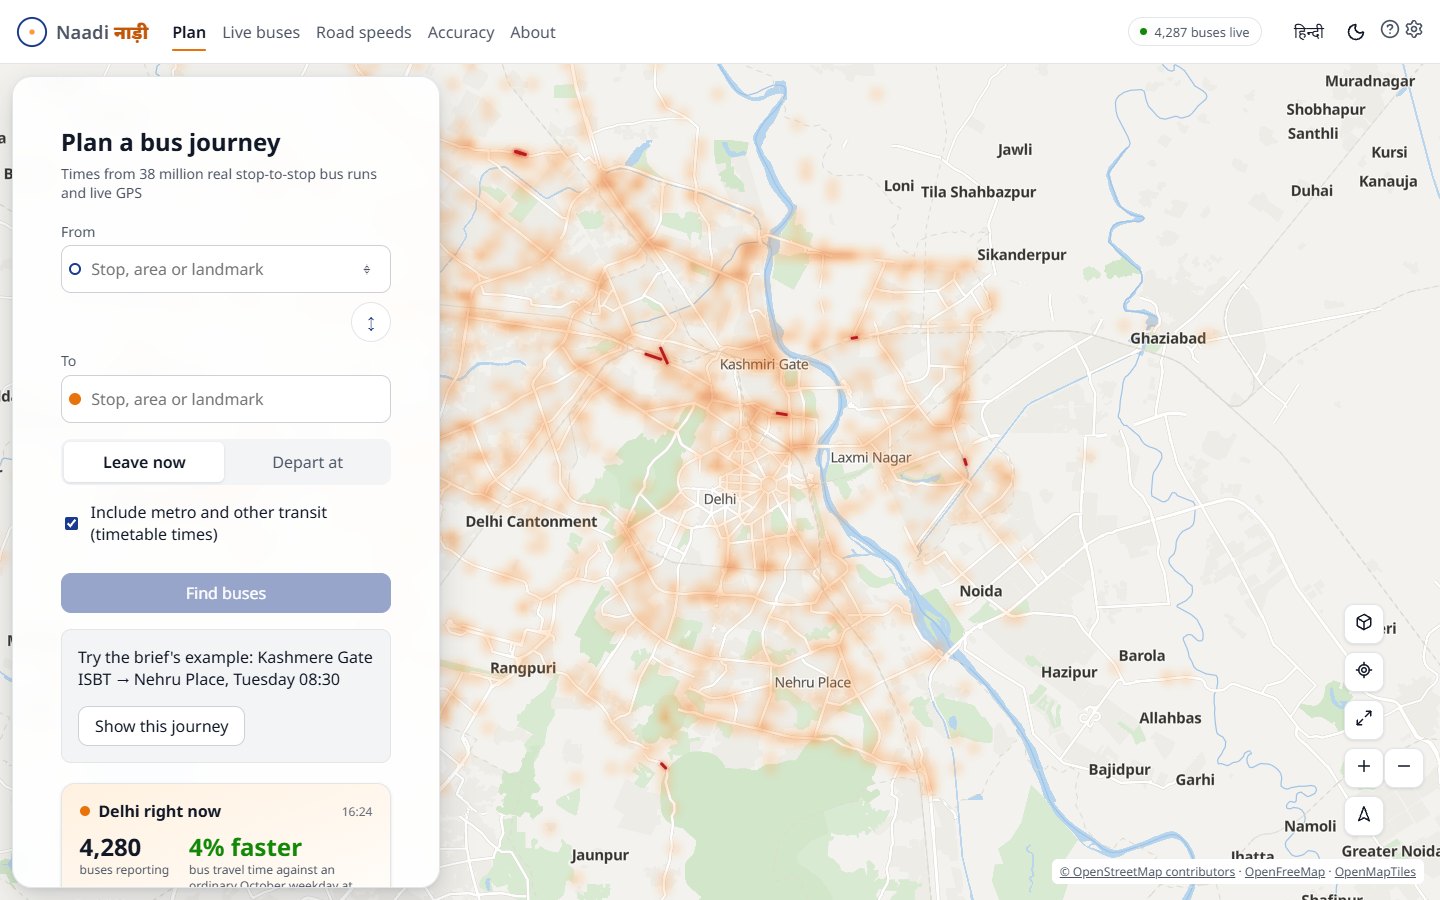 Naadi नाड़ी
Plan
Live buses
Road speeds
Accuracy
About
4,287 buses live
हिन्दी
Plan a bus journey
Times from 38 million real stop-to-stop bus runs
and live GPS
From
Stop, area or landmark
To
Stop, area or landmark
Leave now
Depart at
Include metro and other transit
(timetable times)
Find buses
Try the brief's example: Kashmere Gate
ISBT → Nehru Place, Tuesday 08:30
Show this journey
Delhi right now
16:24
4,280
buses reporting
4% faster
bus travel time against an
ordinary October weekday at
Muradnagar
Shobhapur
Santhli
Kursi
Jawli
Kanauja
Loni
Tila Shahbazpur
Duhai
Sikanderpur
Ghaziabad
Kashmiri Gate
Laxmi Nagar
Delhi
Delhi Cantonment
Noida
Barola
Rangpuri
Hazipur
Nehru Place
Allahbas
Bajidpur
Garhi
Namoli
Jaunpur
Jhatta
Greater Noida
© OpenStreetMap contributors · OpenFreeMap · OpenMapTiles
Shafipur